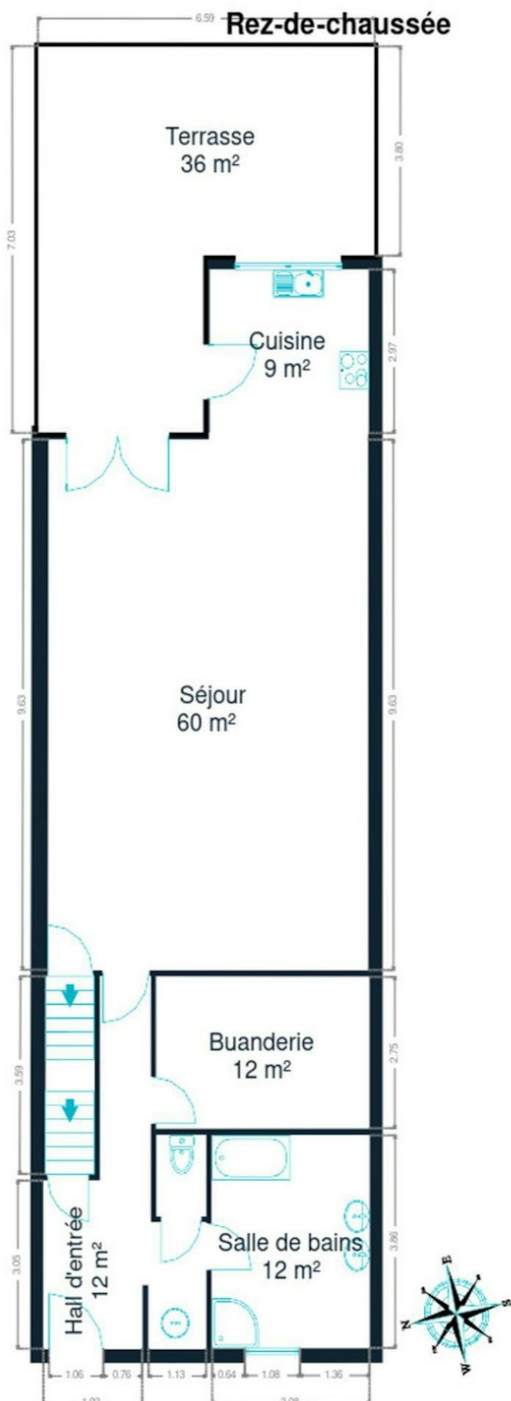 6.59
Rez-de-chaussée
Terrasse
36 m²
3.80
7.03
Cuisine
9 m²
2.97
Séjour
60 m²
9.63
9.63
Buanderie
12 m²
2.75
3.59
Hall d'entrée
12 m²
Salle de bains
12 m²
3.05
3.86
E
S
N
W
1.06
0.76
1.13
0.64
1.08
1.36